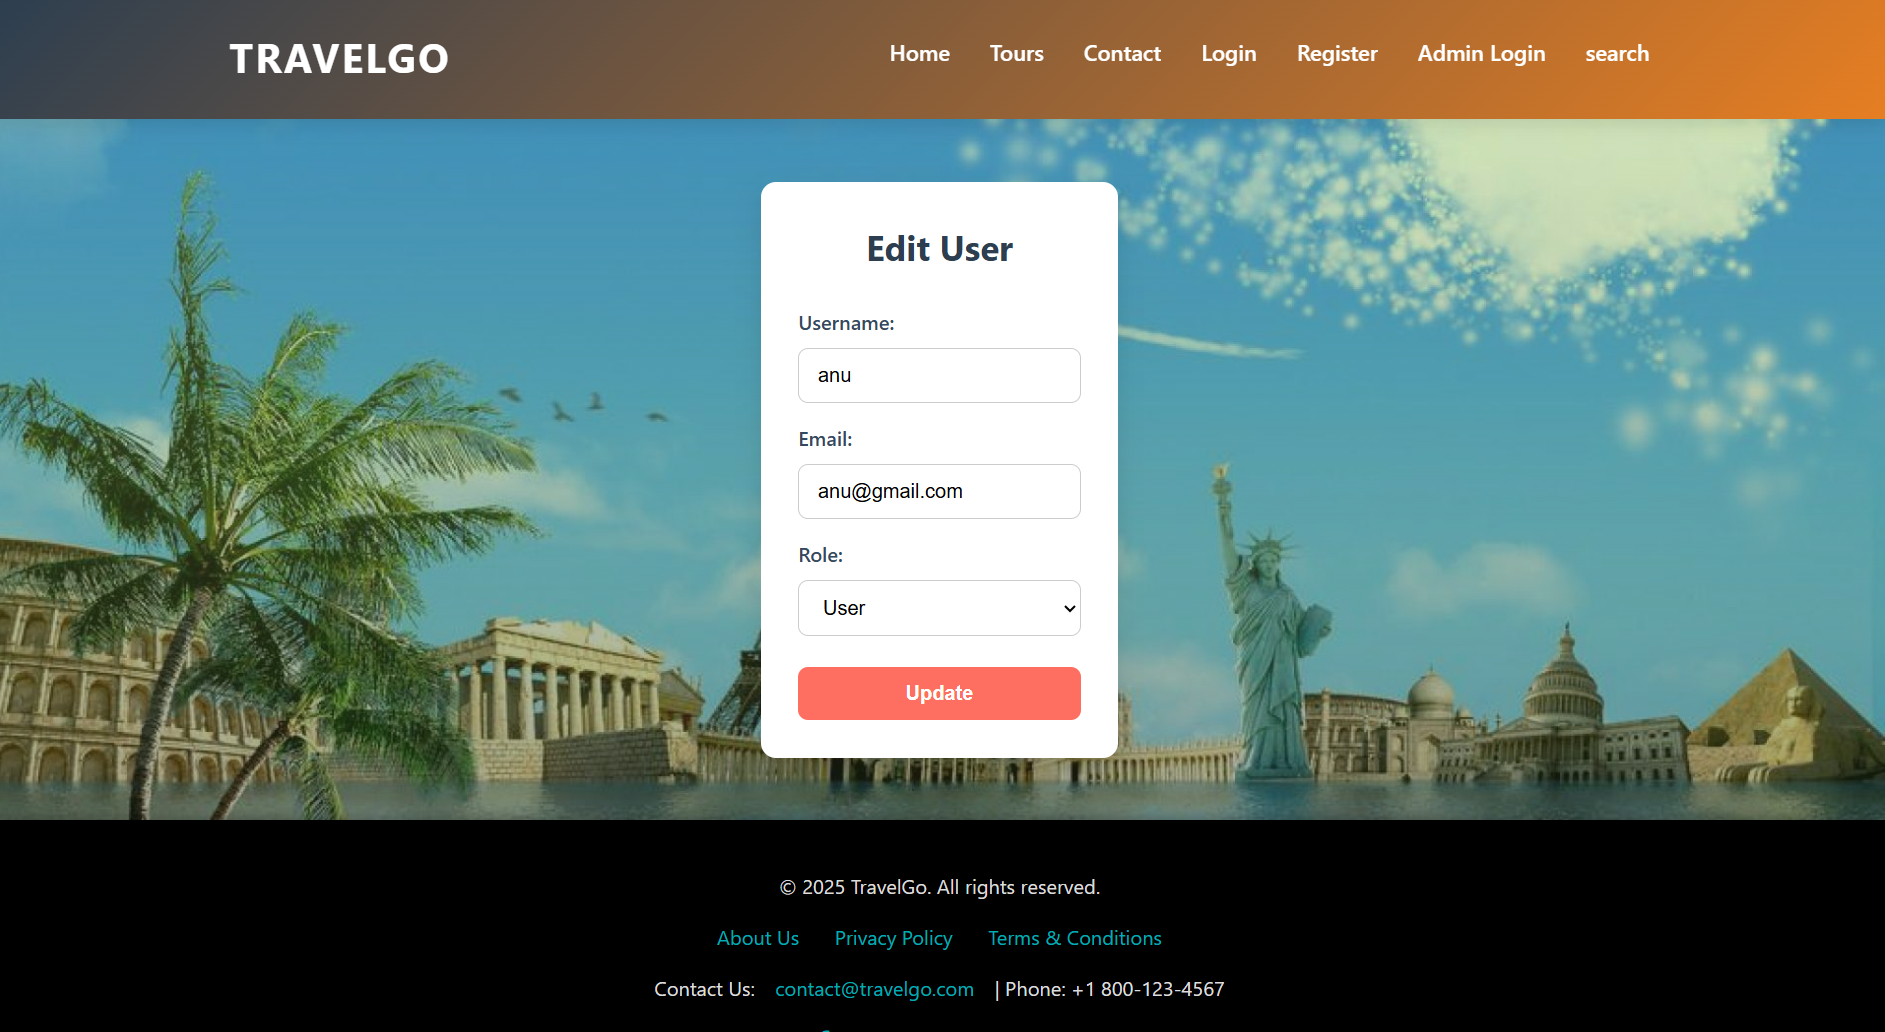 TRAVELGO
Home Tours Contact Login Register Admin Login search
Edit User
Username:
anu
Email:
anu@gmail.com
Role:
User
Update
© 2025 TravelGo. All rights reserved.
About Us Privacy Policy Terms & Conditions
Contact Us: contact@travelgo.com | Phone: +1 800-123-4567